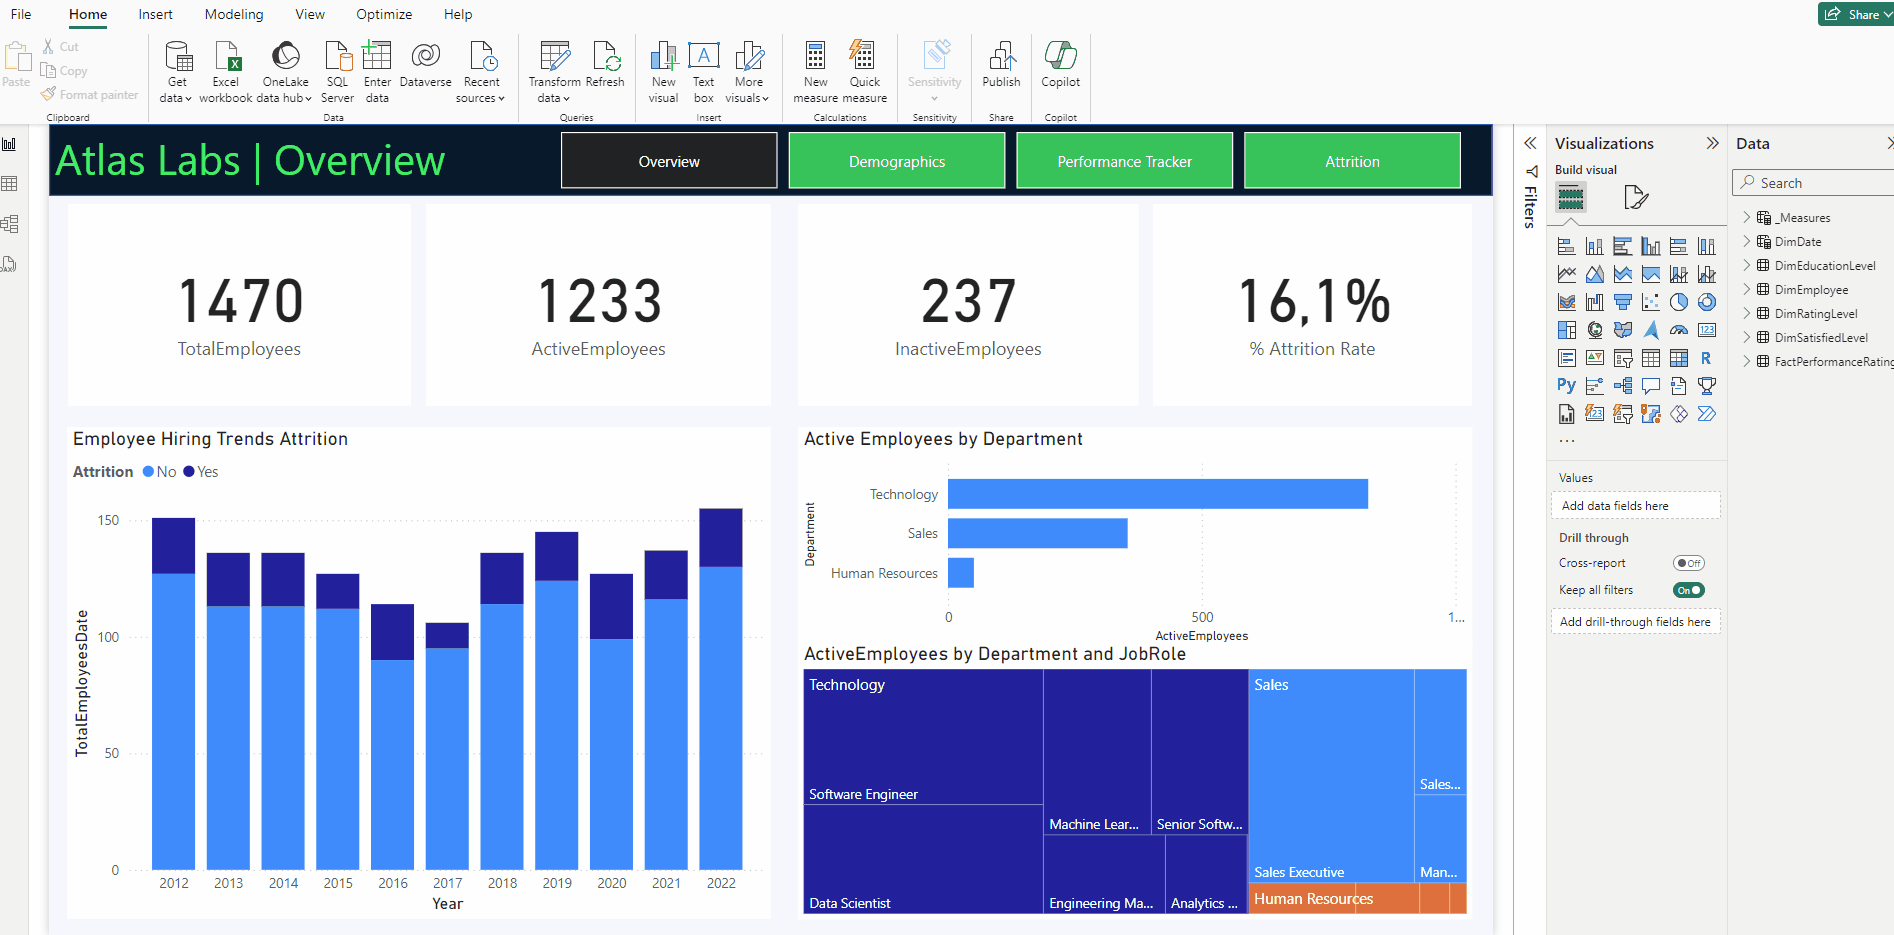 File Home Insert Modeling View Optimize Help
Share
Paste
Cut
Copy
Format painter
Clipboard
Get data
Excel workbook
OneLake data hub
SQL Server
Enter data
Dataverse
Recent sources
Data
Transform data
Refresh
Queries
New visual
Text box
More visuals
Insert
New measure
Quick measure
Calculations
Sensitivity
Sensitivity
Publish
Share
Copilot
Copilot
Atlas Labs | Overview
Overview
Demographics
Performance Tracker
Attrition
1470
TotalEmployees
1233
ActiveEmployees
237
InactiveEmployees
16,1%
% Attrition Rate
Employee Hiring Trends Attrition
Attrition No Yes
TotalEmployeesDate
150
100
50
0
2012 2013 2014 2015 2016 2017 2018 2019 2020 2021 2022
Year
Active Employees by Department
Department
Technology
Sales
Human Resources
0 500 1...
ActiveEmployees
ActiveEmployees by Department and JobRole
Technology
Software Engineer
Data Scientist
Machine Lear...
Senior Softw...
Engineering Ma...
Analytics ...
Sales
Sales Executive
Sales...
Man...
Human Resources
Filters
Visualizations
Build visual
123
R
Py
123
...
Values
Add data fields here
Drill through
Cross-report
Off
Keep all filters
On
Add drill-through fields here
Data
Search
_Measures
DimDate
DimEducationLevel
DimEmployee
DimRatingLevel
DimSatisfiedLevel
FactPerformanceRating